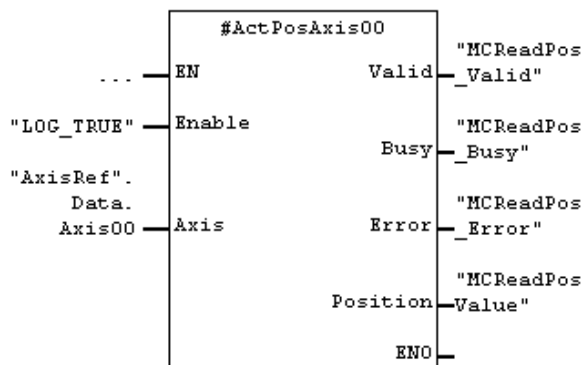 #ActPosAxis00
"MCReadPos
... EN Valid _Valid"
"LOG_TRUE" Enable
"MCReadPos
Busy _Busy"
"AxisRef".
Data.
"MCReadPos
Axis00 Axis Error _Error"
"MCReadPos
Position Value"
ENO